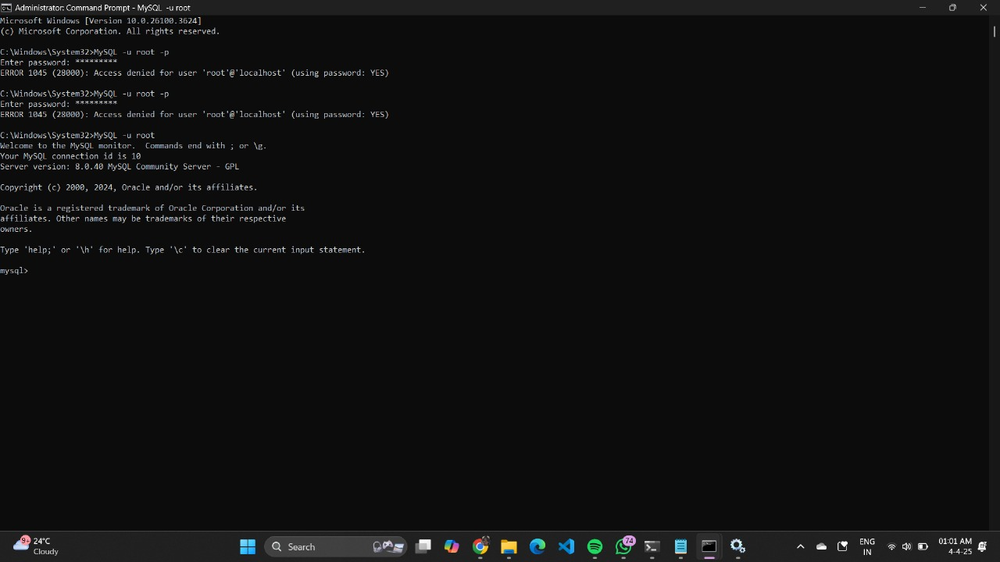 Administrator: Command Prompt - MySQL -u root
Microsoft Windows [Version 10.0.26100.3624]
(c) Microsoft Corporation. All rights reserved.
C:\Windows\System32>MySQL -u root -p
Enter password: *********
ERROR 1045 (28000): Access denied for user 'root'@'localhost' (using password: YES)
C:\Windows\System32>MySQL -u root -p
Enter password: *********
ERROR 1045 (28000): Access denied for user 'root'@'localhost' (using password: YES)
C:\Windows\System32>MySQL -u root
Welcome to the MySQL monitor.  Commands end with ; or \g.
Your MySQL connection id is 10
Server version: 8.0.40 MySQL Community Server - GPL
Copyright (c) 2000, 2024, Oracle and/or its affiliates.
Oracle is a registered trademark of Oracle Corporation and/or its
affiliates. Other names may be trademarks of their respective
owners.
Type 'help;' or '\h' for help. Type '\c' to clear the current input statement.
mysql>
9+ 24°C
Cloudy
Search
74
ENG
IN
01:01 AM
4-4-25